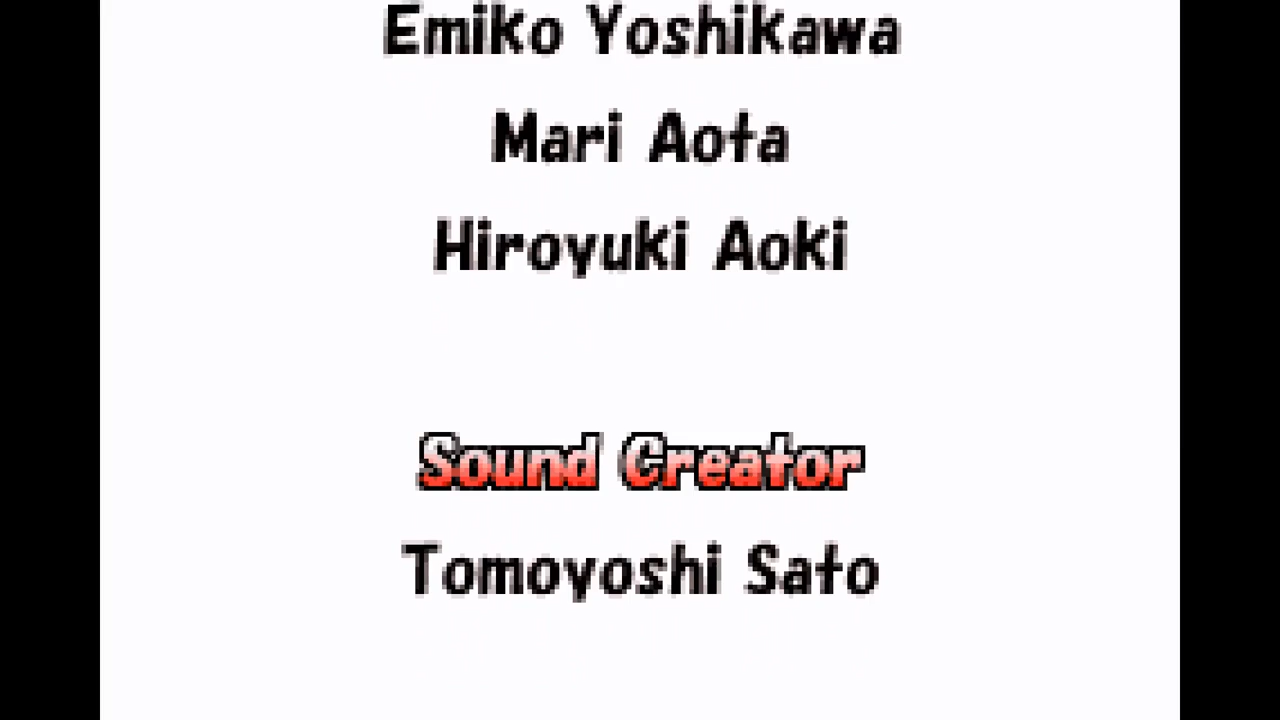 Emiko Yoshikawa
Mari Aota
Hiroyuki Aoki
Sound Creator
Tomoyoshi Sato